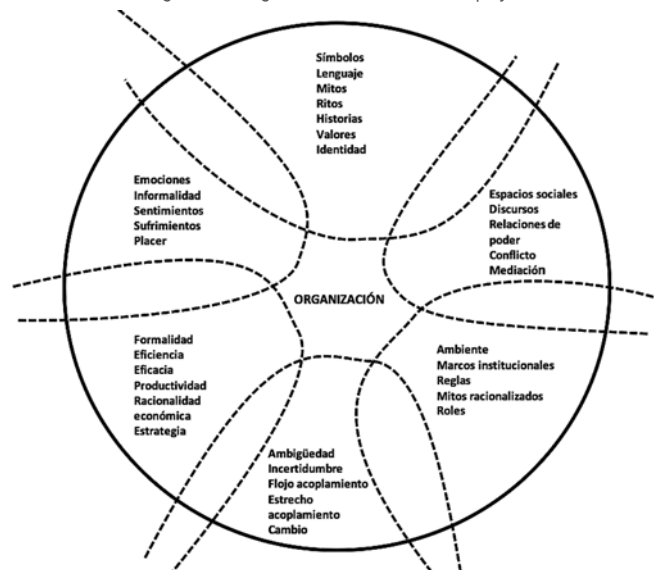 Símbolos
Lenguaje
Mitos
Ritos
Historias
Valores
Identidad
Emociones
Informalidad
Sentimientos
Sufrimientos
Placer
Espacios sociales
Discursos
Relaciones de
poder
Conflicto
Mediación
ORGANIZACIÓN
Formalidad
Eficiencia
Eficacia
Productividad
Racionalidad
económica
Estrategia
Ambiente
Marcos institucionales
Reglas
Mitos racionalizados
Roles
Ambigüedad
Incertidumbre
Flojo acoplamiento
Estrecho
acoplamiento
Cambio